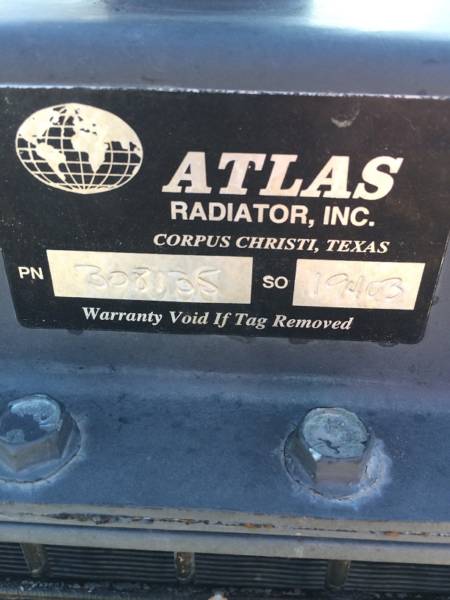 ATLAS
RADIATOR, INC.
CORPUS CHRISTI, TEXAS
PN SO
Warranty Void If Tag Removed